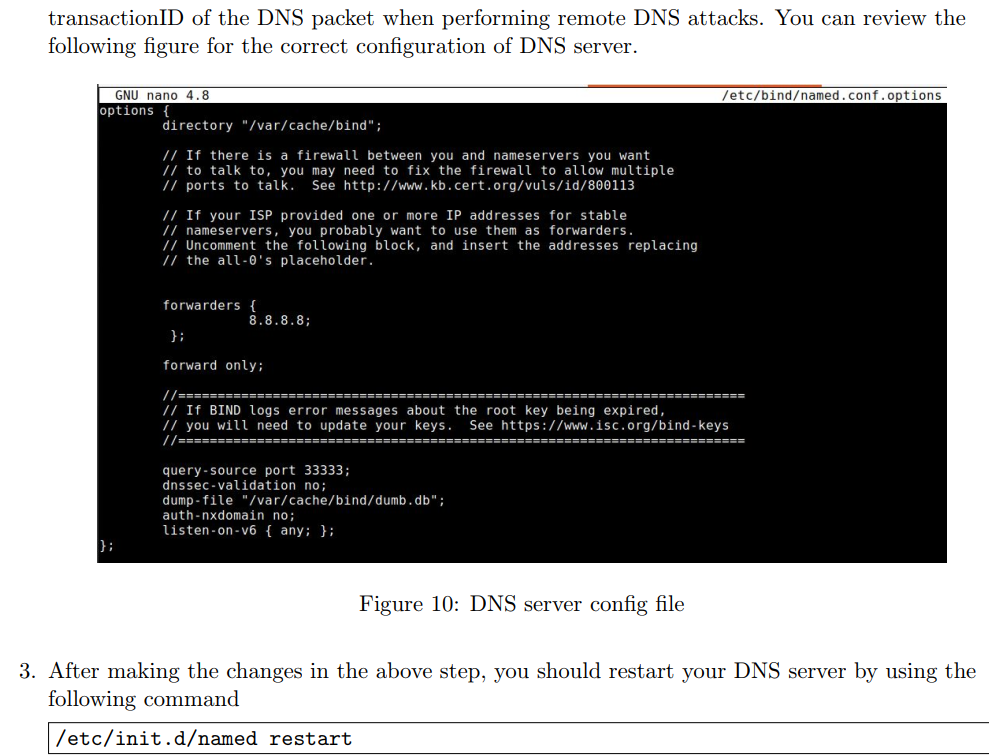 transactionID of the DNS packet when performing remote DNS attacks. You can review the
following figure for the correct configuration of DNS server.
GNU nano 4.8 /etc/bind/named.conf.options
options {
directory "/var/cache/bind";
// If there is a firewall between you and nameservers you want
// to talk to, you may need to fix the firewall to allow multiple
// ports to talk.  See http://www.kb.cert.org/vuls/id/800113
// If your ISP provided one or more IP addresses for stable
// nameservers, you probably want to use them as forwarders.
// Uncomment the following block, and insert the addresses replacing
// the all-0's placeholder.
forwarders {
8.8.8.8;
};
forward only;
//========================================================================
// If BIND logs error messages about the root key being expired,
// you will need to update your keys.  See https://www.isc.org/bind-keys
//========================================================================
query-source port 33333;
dnssec-validation no;
dump-file "/var/cache/bind/dumb.db";
auth-nxdomain no;
listen-on-v6 { any; };
};
Figure 10: DNS server config file
3. After making the changes in the above step, you should restart your DNS server by using the
following command
/etc/init.d/named restart